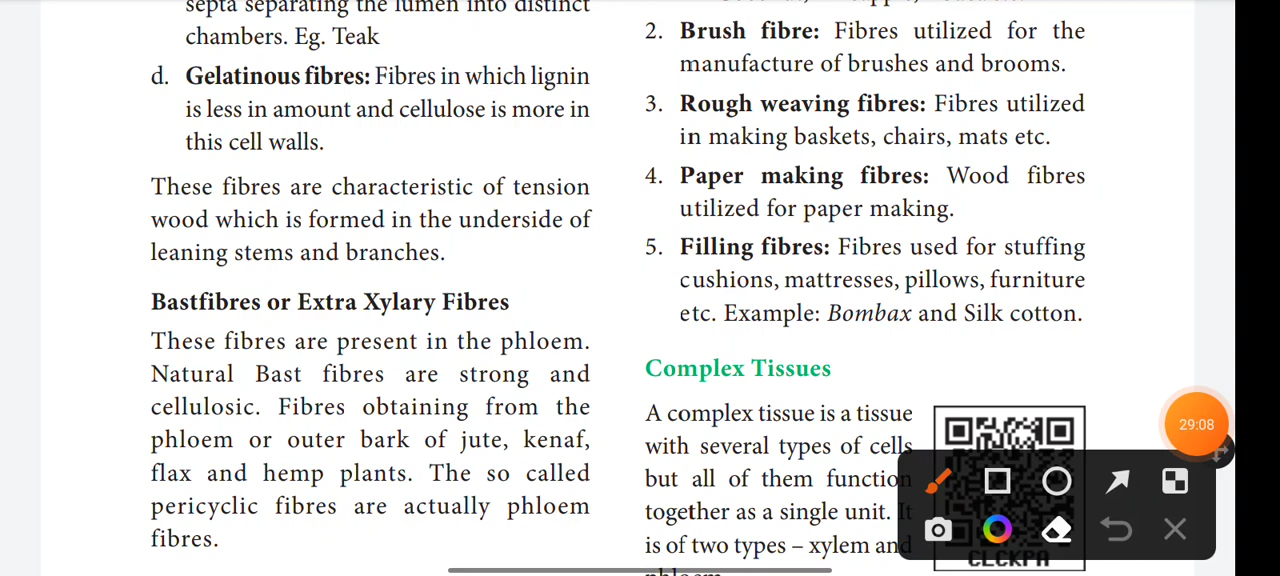 septa separating the lumen into distinct
chambers. Eg. Teak
d. Gelatinous fibres: Fibres in which lignin
is less in amount and cellulose is more in
this cell walls.
These fibres are characteristic of tension
wood which is formed in the underside of
leaning stems and branches.
Bastfibres or Extra Xylary Fibres
These fibres are present in the phloem.
Natural Bast fibres are strong and
cellulosic. Fibres obtaining from the
phloem or outer bark of jute, kenaf,
flax and hemp plants. The so called
pericyclic fibres are actually phloem
fibres.
2. Brush fibre: Fibres utilized for the
manufacture of brushes and brooms.
3. Rough weaving fibres: Fibres utilized
in making baskets, chairs, mats etc.
4. Paper making fibres: Wood fibres
utilized for paper making.
5. Filling fibres: Fibres used for stuffing
cushions, mattresses, pillows, furniture
etc. Example: Bombax and Silk cotton.
Complex Tissues
A complex tissue is a tissue
with several types of cells
but all of them function
together as a single unit. It
is of two types – xylem and
phloem
CLCKPA
29:08